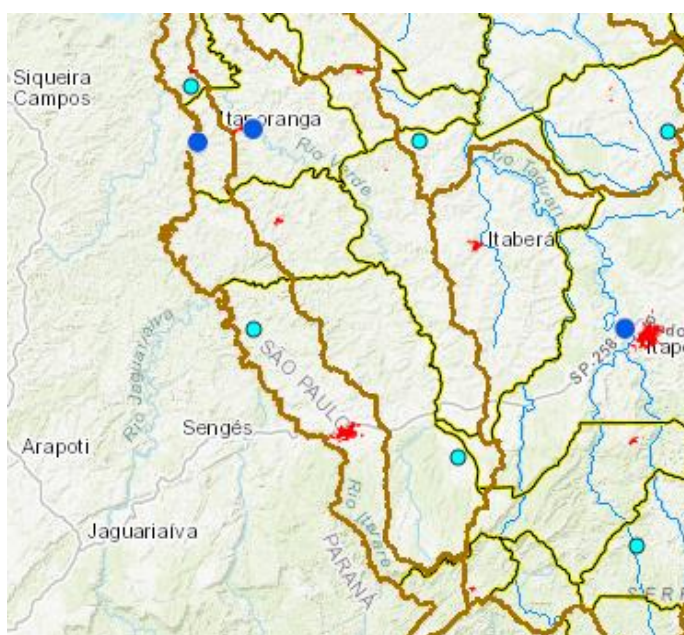 Siqueira
Campos
Itaporanga
Rio Verde
Rio Taquari
Itaberá
Rio Jaguariaíva
SP 258
SÃO PAULO
Sengés
Arapoti
Rio Itararé
Jaguariaíva
PARANÁ